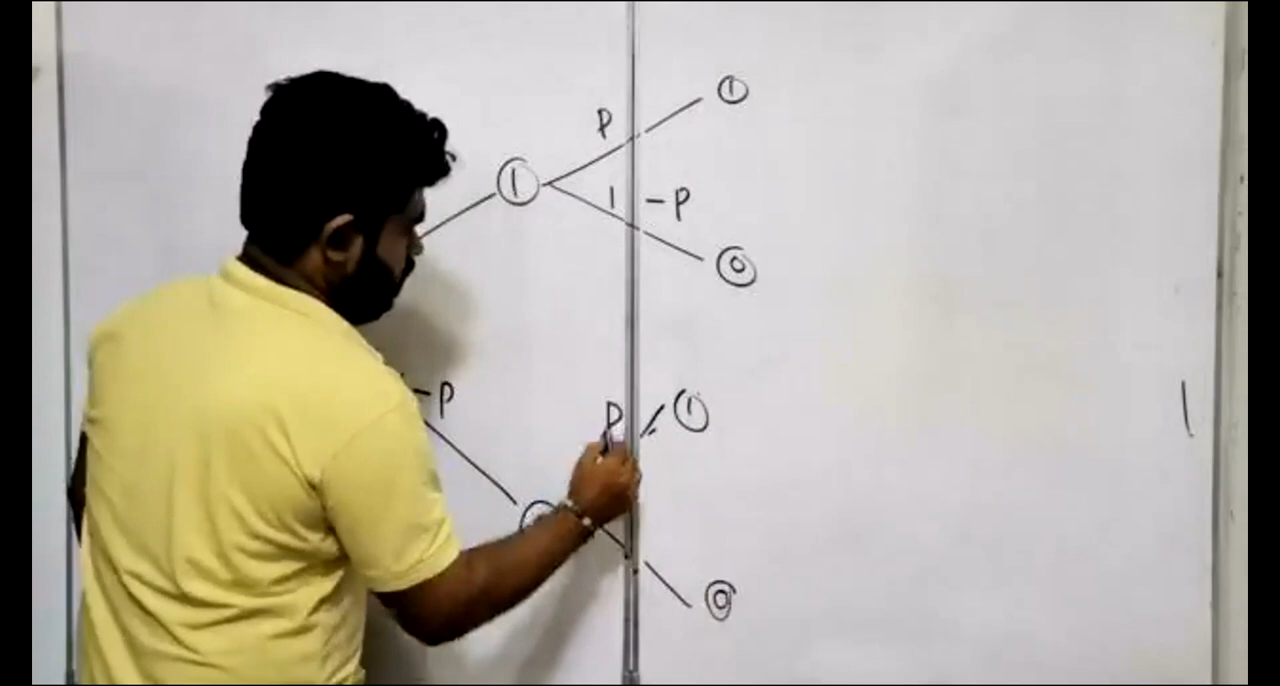 P ①
① 1 - P
⓪
- P P ①
⓪
1